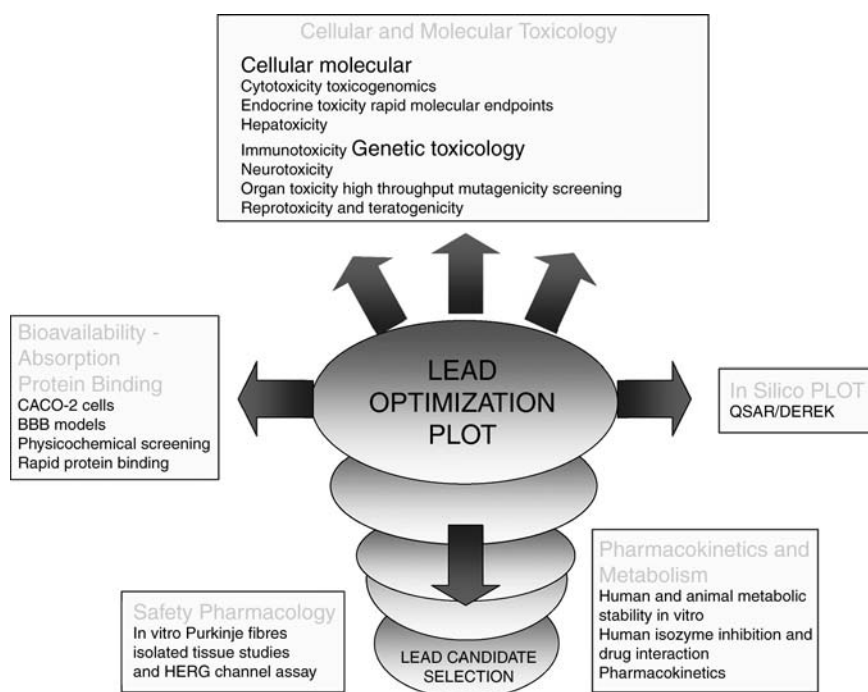 Cellular and Molecular Toxicology
Cellular molecular
Cytotoxicity toxicogenomics
Endocrine toxicity rapid molecular endpoints
Hepatoxicity
Immunotoxicity Genetic toxicology
Neurotoxicity
Organ toxicity high throughput mutagenicity screening
Reprotoxicity and teratogenicity
Bioavailability -
Absorption
Protein Binding
CACO-2 cells
BBB models
Physicochemical screening
Rapid protein binding
LEAD
OPTIMIZATION
PLOT
In Silico PLOT
QSAR/DEREK
Safety Pharmacology
In vitro Purkinje fibres
isolated tissue studies
and HERG channel assay
LEAD CANDIDATE
SELECTION
Pharmacokinetics and
Metabolism
Human and animal metabolic
stability in vitro
Human isozyme inhibition and
drug interaction
Pharmacokinetics